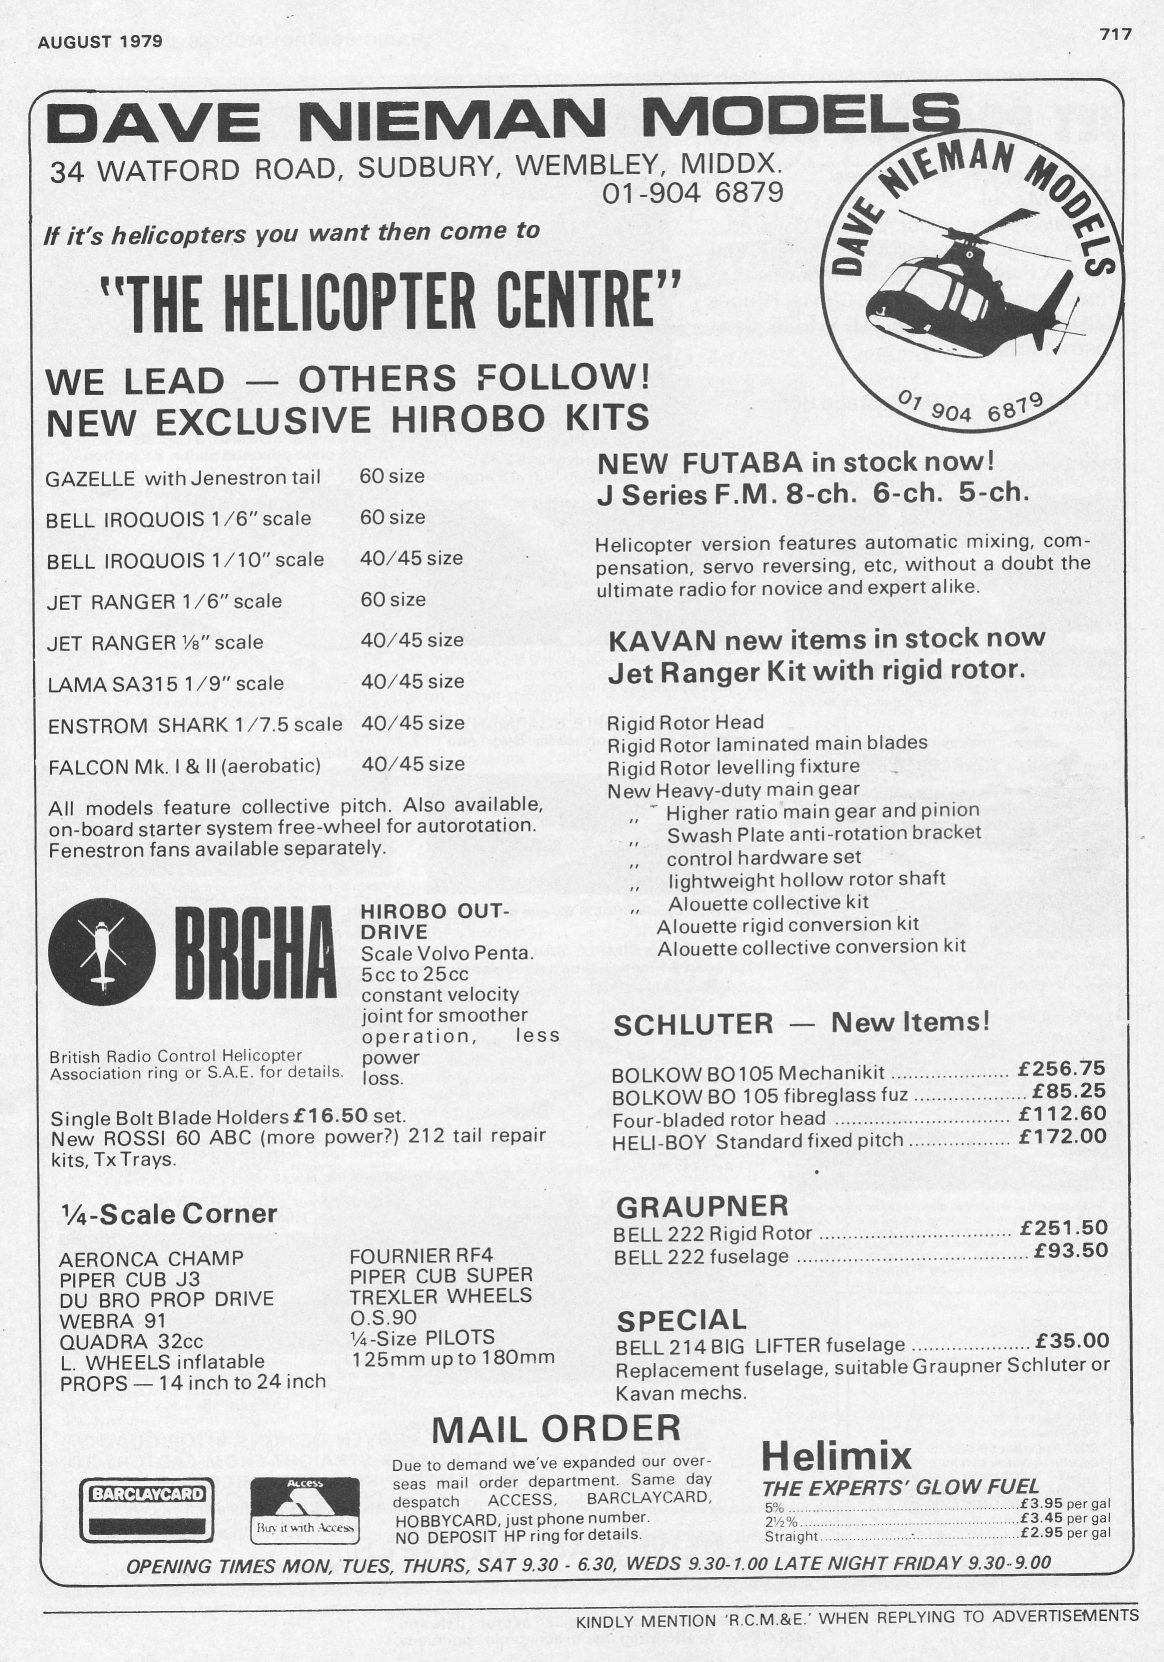 AUGUST 1979
717
DAVE NIEMAN MODELS
34 WATFORD ROAD, SUDBURY, WEMBLEY, MIDDX.
01-904 6879
DAVE NIEMAN MODELS
01 904 6879
If it's helicopters you want then come to
"THE HELICOPTER CENTRE"
WE LEAD — OTHERS FOLLOW!
NEW EXCLUSIVE HIROBO KITS
GAZELLE with Jenestron tail 60 size
BELL IROQUOIS 1/6" scale 60 size
BELL IROQUOIS 1/10" scale 40/45 size
JET RANGER 1/6" scale 60 size
JET RANGER ⅛" scale 40/45 size
LAMA SA315 1/9" scale 40/45 size
ENSTROM SHARK 1/7.5 scale 40/45 size
FALCON Mk. I & II (aerobatic) 40/45 size
All models feature collective pitch. Also available,
on-board starter system free-wheel for autorotation.
Fenestron fans available separately.
BRCHA
British Radio Control Helicopter
Association ring or S.A.E. for details.
HIROBO OUT-
DRIVE
Scale Volvo Penta.
5cc to 25cc
constant velocity
joint for smoother
operation, less
power
loss.
Single Bolt Blade Holders £16.50 set.
New ROSSI 60 ABC (more power?) 212 tail repair
kits, Tx Trays.
¼-Scale Corner
AERONCA CHAMP
PIPER CUB J3
DU BRO PROP DRIVE
WEBRA 91
QUADRA 32cc
L. WHEELS inflatable
PROPS — 14 inch to 24 inch
FOURNIER RF4
PIPER CUB SUPER
TREXLER WHEELS
O.S.90
¼-Size PILOTS
125mm up to 180mm
NEW FUTABA in stock now!
J Series F.M. 8-ch. 6-ch. 5-ch.
Helicopter version features automatic mixing, com-
pensation, servo reversing, etc, without a doubt the
ultimate radio for novice and expert alike.
KAVAN new items in stock now
Jet Ranger Kit with rigid rotor.
Rigid Rotor Head
Rigid Rotor laminated main blades
Rigid Rotor levelling fixture
New Heavy-duty main gear
,, Higher ratio main gear and pinion
,, Swash Plate anti-rotation bracket
,, control hardware set
,, lightweight hollow rotor shaft
,, Alouette collective kit
Alouette rigid conversion kit
Alouette collective conversion kit
SCHLUTER — New Items!
BOLKOW BO105 Mechanikit ..................... £256.75
BOLKOW BO 105 fibreglass fuz .................... £85.25
Four-bladed rotor head ............................... £112.60
HELI-BOY Standard fixed pitch .................. £172.00
GRAUPNER
BELL 222 Rigid Rotor .................................. £251.50
BELL 222 fuselage ......................................... £93.50
SPECIAL
BELL 214 BIG LIFTER fuselage ..................... £35.00
Replacement fuselage, suitable Graupner Schluter or
Kavan mechs.
MAIL ORDER
Due to demand we've expanded our over-
seas mail order department. Same day
despatch ACCESS, BARCLAYCARD,
HOBBYCARD, just phone number.
NO DEPOSIT HP ring for details.
BARCLAYCARD
Access
Buy it with Access
Helimix
THE EXPERTS' GLOW FUEL
5% ........................................ £3.95 per gal
2½% ...................................... £3.45 per gal
Straight ................................... £2.95 per gal
OPENING TIMES MON, TUES, THURS, SAT 9.30 - 6.30, WEDS 9.30-1.00 LATE NIGHT FRIDAY 9.30-9.00
KINDLY MENTION 'R.C.M.&E.' WHEN REPLYING TO ADVERTISEMENTS